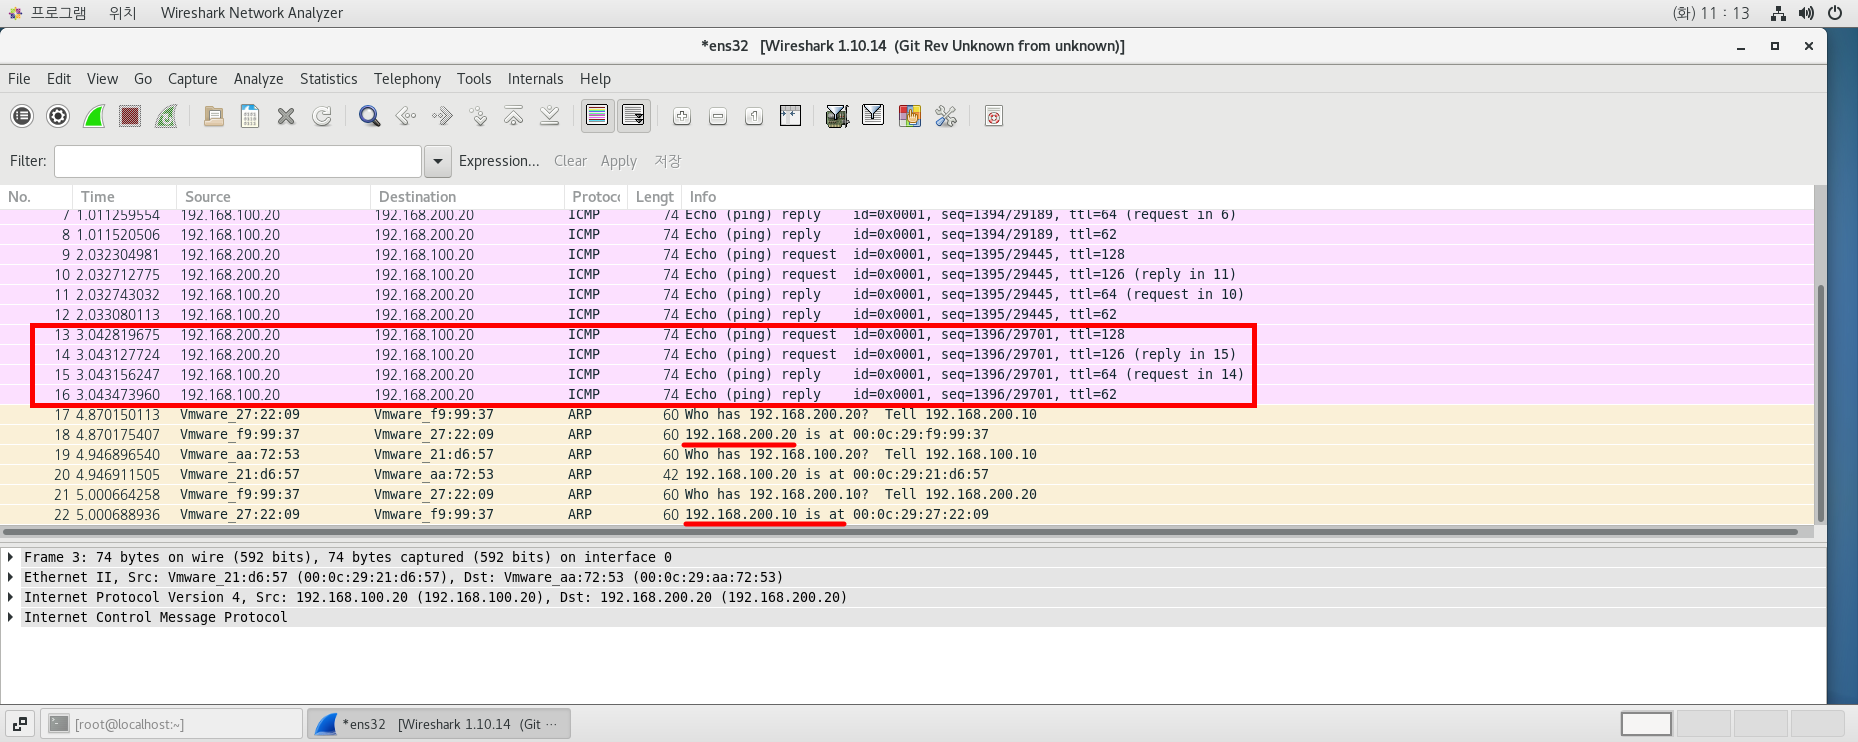 프로그램 위치 Wireshark Network Analyzer (화) 11 : 13
*ens32 [Wireshark 1.10.14 (Git Rev Unknown from unknown)]
File Edit View Go Capture Analyze Statistics Telephony Tools Internals Help
Filter: Expression... Clear Apply 저장
No. Time Source Destination Protoco Lengt Info
7 1.011259554 192.168.100.20 192.168.200.20 ICMP 74 Echo (ping) reply id=0x0001, seq=1394/29189, ttl=64 (request in 6)
8 1.011520506 192.168.100.20 192.168.200.20 ICMP 74 Echo (ping) reply id=0x0001, seq=1394/29189, ttl=62
9 2.032304981 192.168.200.20 192.168.100.20 ICMP 74 Echo (ping) request id=0x0001, seq=1395/29445, ttl=128
10 2.032712775 192.168.200.20 192.168.100.20 ICMP 74 Echo (ping) request id=0x0001, seq=1395/29445, ttl=126 (reply in 11)
11 2.032743032 192.168.100.20 192.168.200.20 ICMP 74 Echo (ping) reply id=0x0001, seq=1395/29445, ttl=64 (request in 10)
12 2.033080113 192.168.100.20 192.168.200.20 ICMP 74 Echo (ping) reply id=0x0001, seq=1395/29445, ttl=62
13 3.042819675 192.168.200.20 192.168.100.20 ICMP 74 Echo (ping) request id=0x0001, seq=1396/29701, ttl=128
14 3.043127724 192.168.200.20 192.168.100.20 ICMP 74 Echo (ping) request id=0x0001, seq=1396/29701, ttl=126 (reply in 15)
15 3.043156247 192.168.100.20 192.168.200.20 ICMP 74 Echo (ping) reply id=0x0001, seq=1396/29701, ttl=64 (request in 14)
16 3.043473960 192.168.100.20 192.168.200.20 ICMP 74 Echo (ping) reply id=0x0001, seq=1396/29701, ttl=62
17 4.870150113 Vmware_27:22:09 Vmware_f9:99:37 ARP 60 Who has 192.168.200.20? Tell 192.168.200.10
18 4.870175407 Vmware_f9:99:37 Vmware_27:22:09 ARP 60 192.168.200.20 is at 00:0c:29:f9:99:37
19 4.946896540 Vmware_aa:72:53 Vmware_21:d6:57 ARP 60 Who has 192.168.100.20? Tell 192.168.100.10
20 4.946911505 Vmware_21:d6:57 Vmware_aa:72:53 ARP 42 192.168.100.20 is at 00:0c:29:21:d6:57
21 5.000664258 Vmware_f9:99:37 Vmware_27:22:09 ARP 60 Who has 192.168.200.10? Tell 192.168.200.20
22 5.000688936 Vmware_27:22:09 Vmware_f9:99:37 ARP 60 192.168.200.10 is at 00:0c:29:27:22:09
Frame 3: 74 bytes on wire (592 bits), 74 bytes captured (592 bits) on interface 0
Ethernet II, Src: Vmware_21:d6:57 (00:0c:29:21:d6:57), Dst: Vmware_aa:72:53 (00:0c:29:aa:72:53)
Internet Protocol Version 4, Src: 192.168.100.20 (192.168.100.20), Dst: 192.168.200.20 (192.168.200.20)
Internet Control Message Protocol
[root@localhost:~] *ens32 [Wireshark 1.10.14 (Git ···